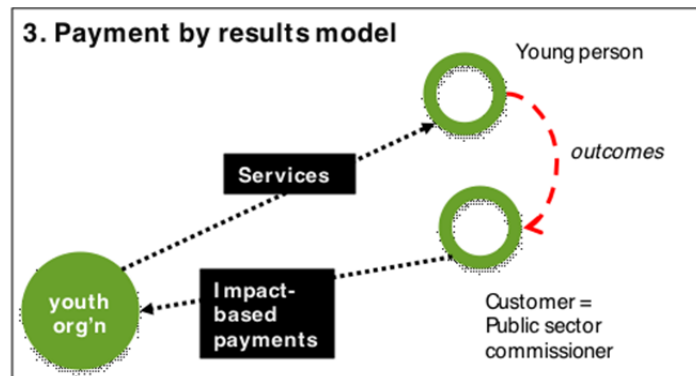 3. Payment by results model
Young person
outcomes
Services
Impact-
based
payments
youth
org'n
Customer =
Public sector
commissioner